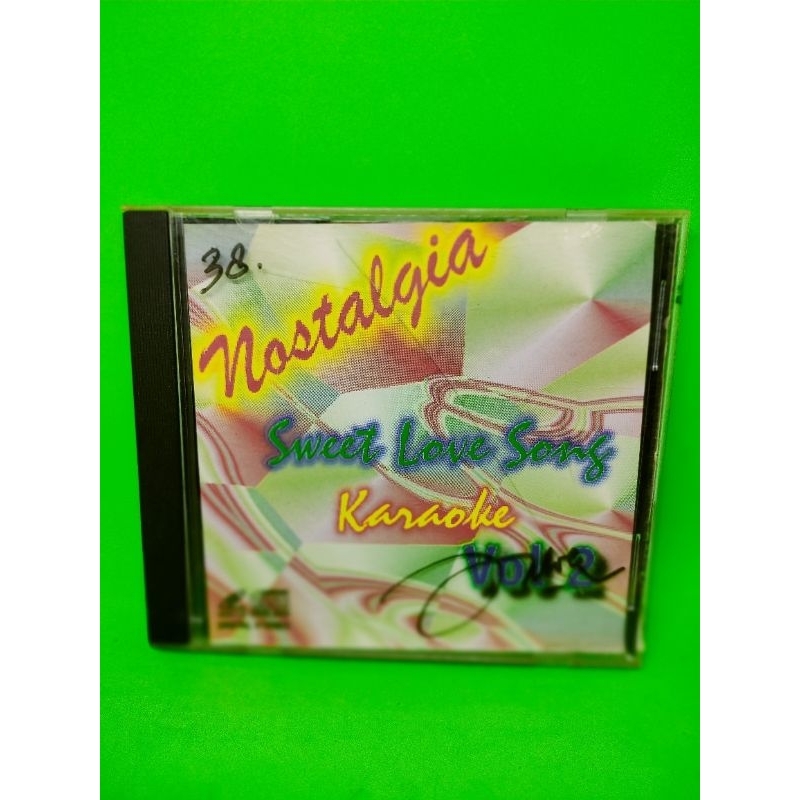 38.
Nostalgia
Sweet Love Song
Karaoke
Vol. 2